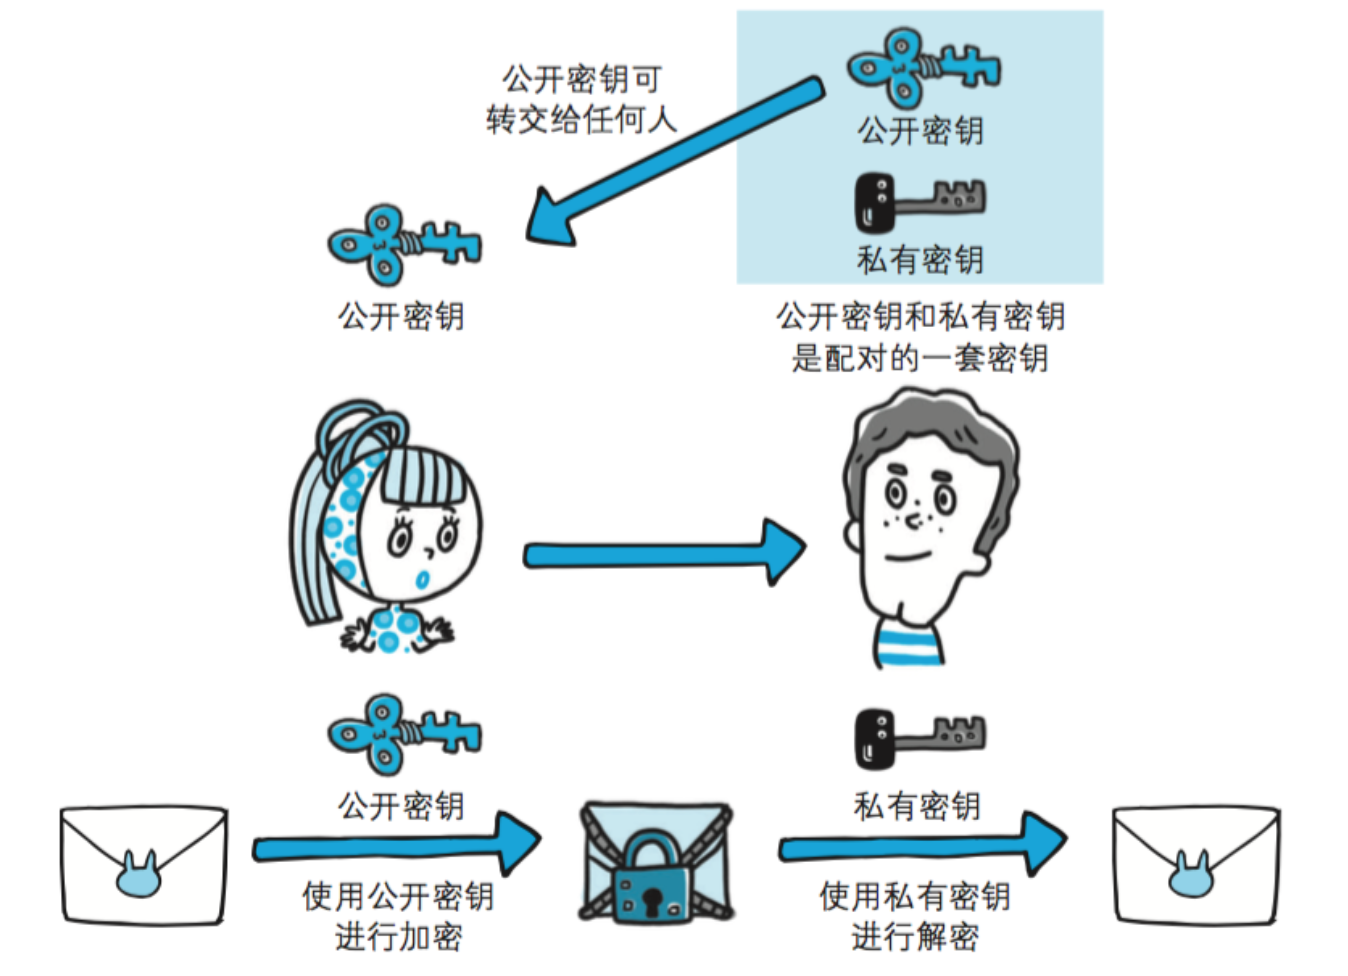 公开密钥可
转交给任何人
公开密钥
私有密钥
公开密钥
公开密钥和私有密钥
是配对的一套密钥
公开密钥
私有密钥
使用公开密钥
进行加密
使用私有密钥
进行解密